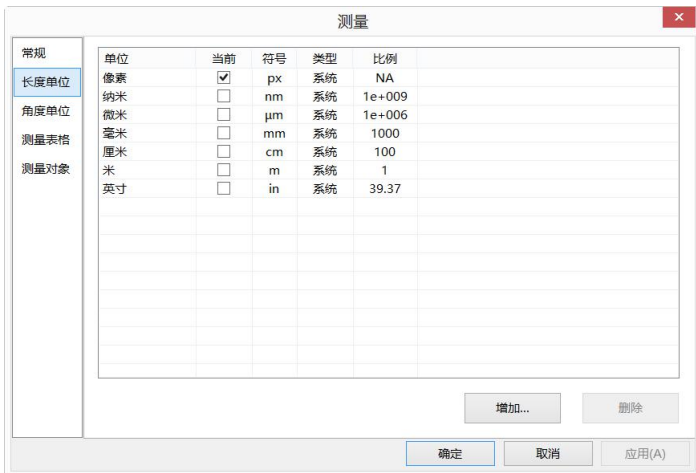 测量
常规
长度单位
角度单位
测量表格
测量对象
单位 当前 符号 类型 比例
像素 px 系统 NA
纳米 nm 系统 1e+009
微米 μm 系统 1e+006
毫米 mm 系统 1000
厘米 cm 系统 100
米 m 系统 1
英寸 in 系统 39.37
增加... 删除
确定 取消 应用(A)